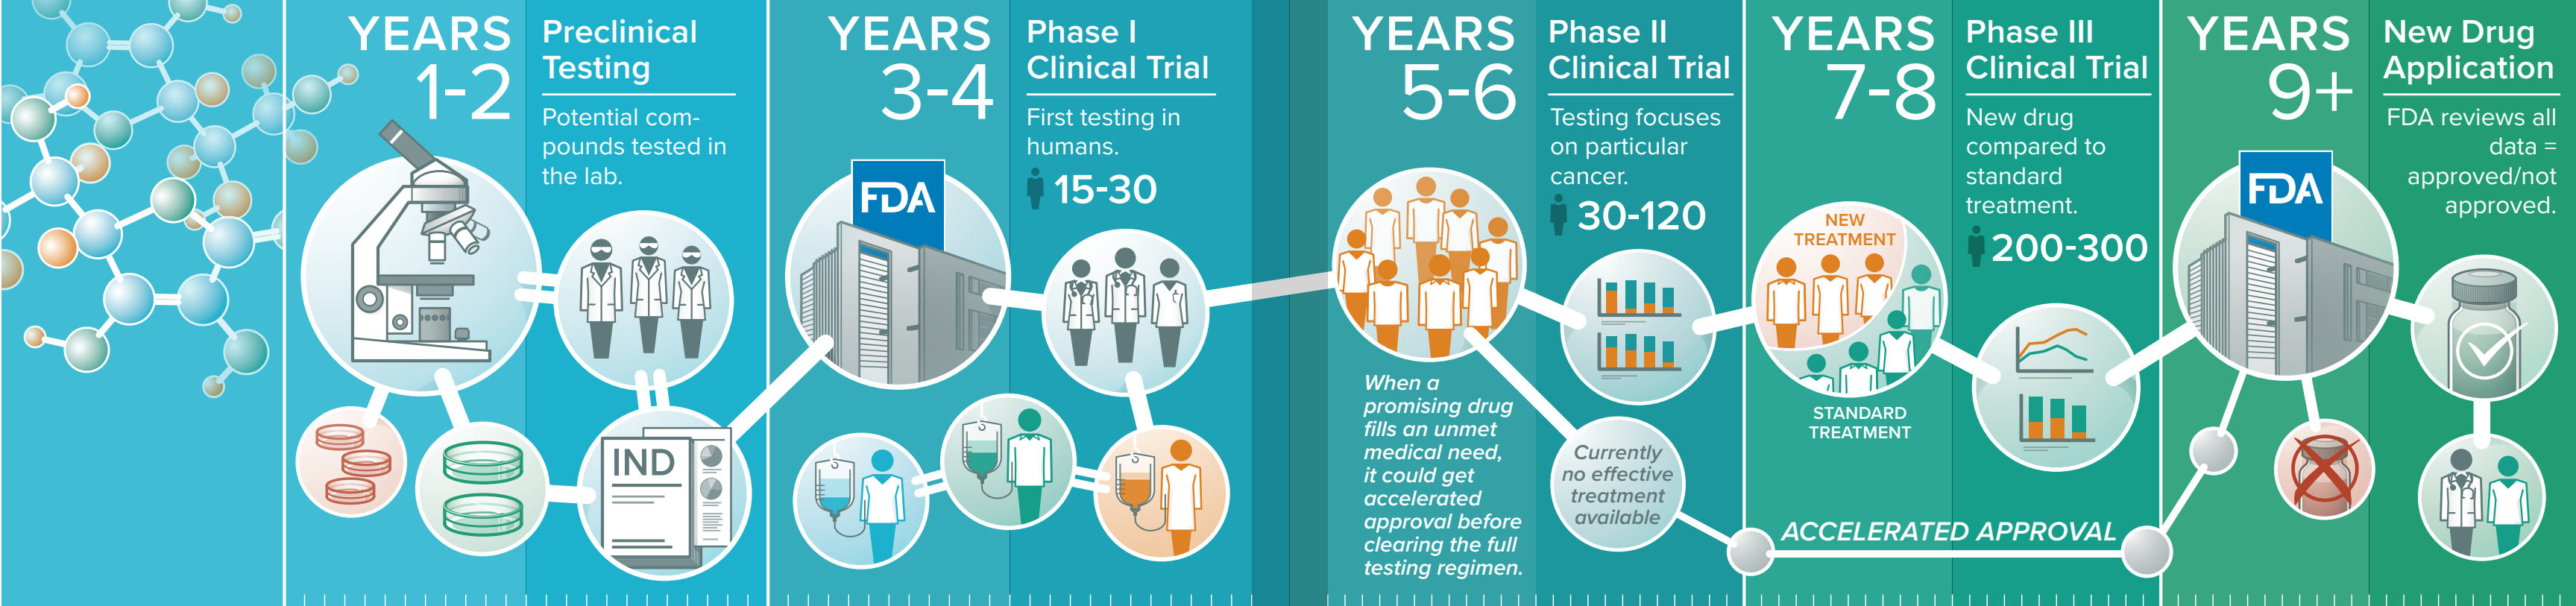 YEARS
1-2
Preclinical
Testing
Potential com-
pounds tested in
the lab.
IND
YEARS
3-4
Phase I
Clinical Trial
First testing in
humans.
15-30
FDA
YEARS
5-6
Phase II
Clinical Trial
Testing focuses
on particular
cancer.
30-120
When a
promising drug
fills an unmet
medical need,
it could get
accelerated
approval before
clearing the full
testing regimen.
Currently
no effective
treatment
available
YEARS
7-8
Phase III
Clinical Trial
New drug
compared to
standard
treatment.
200-300
NEW
TREATMENT
STANDARD
TREATMENT
ACCELERATED APPROVAL
YEARS
9+
New Drug
Application
FDA reviews all
data =
approved/not
approved.
FDA